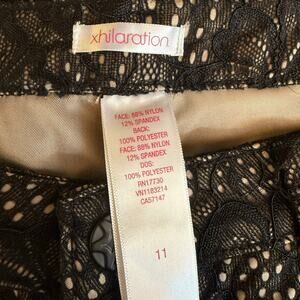 xhilaration
FACE: 88% NYLON
12% SPANDEX
BACK:
100% POLYESTER
FACE: 88% NYLON
12% SPANDEX
DOS:
100% POLYESTER
RN17730
VN1183214
CA57147
11